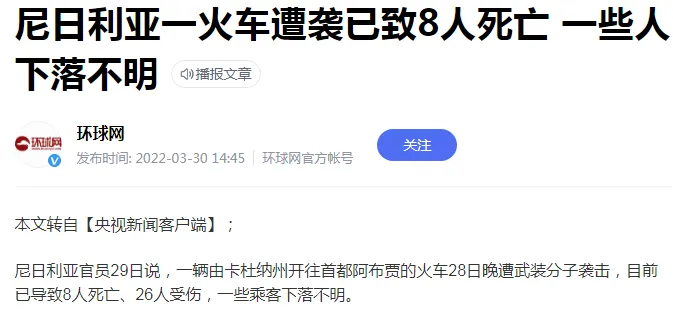 尼日利亚一火车遭袭已致8人死亡 一些人
下落不明 播报文章
环球网
环球网
发布时间: 2022-03-30 14:45 环球网官方帐号
关注
本文转自【央视新闻客户端】；
尼日利亚官员29日说，一辆由卡杜纳州开往首都阿布贾的火车28日晚遭武装分子袭击，目前
已导致8人死亡、26人受伤，一些乘客下落不明。